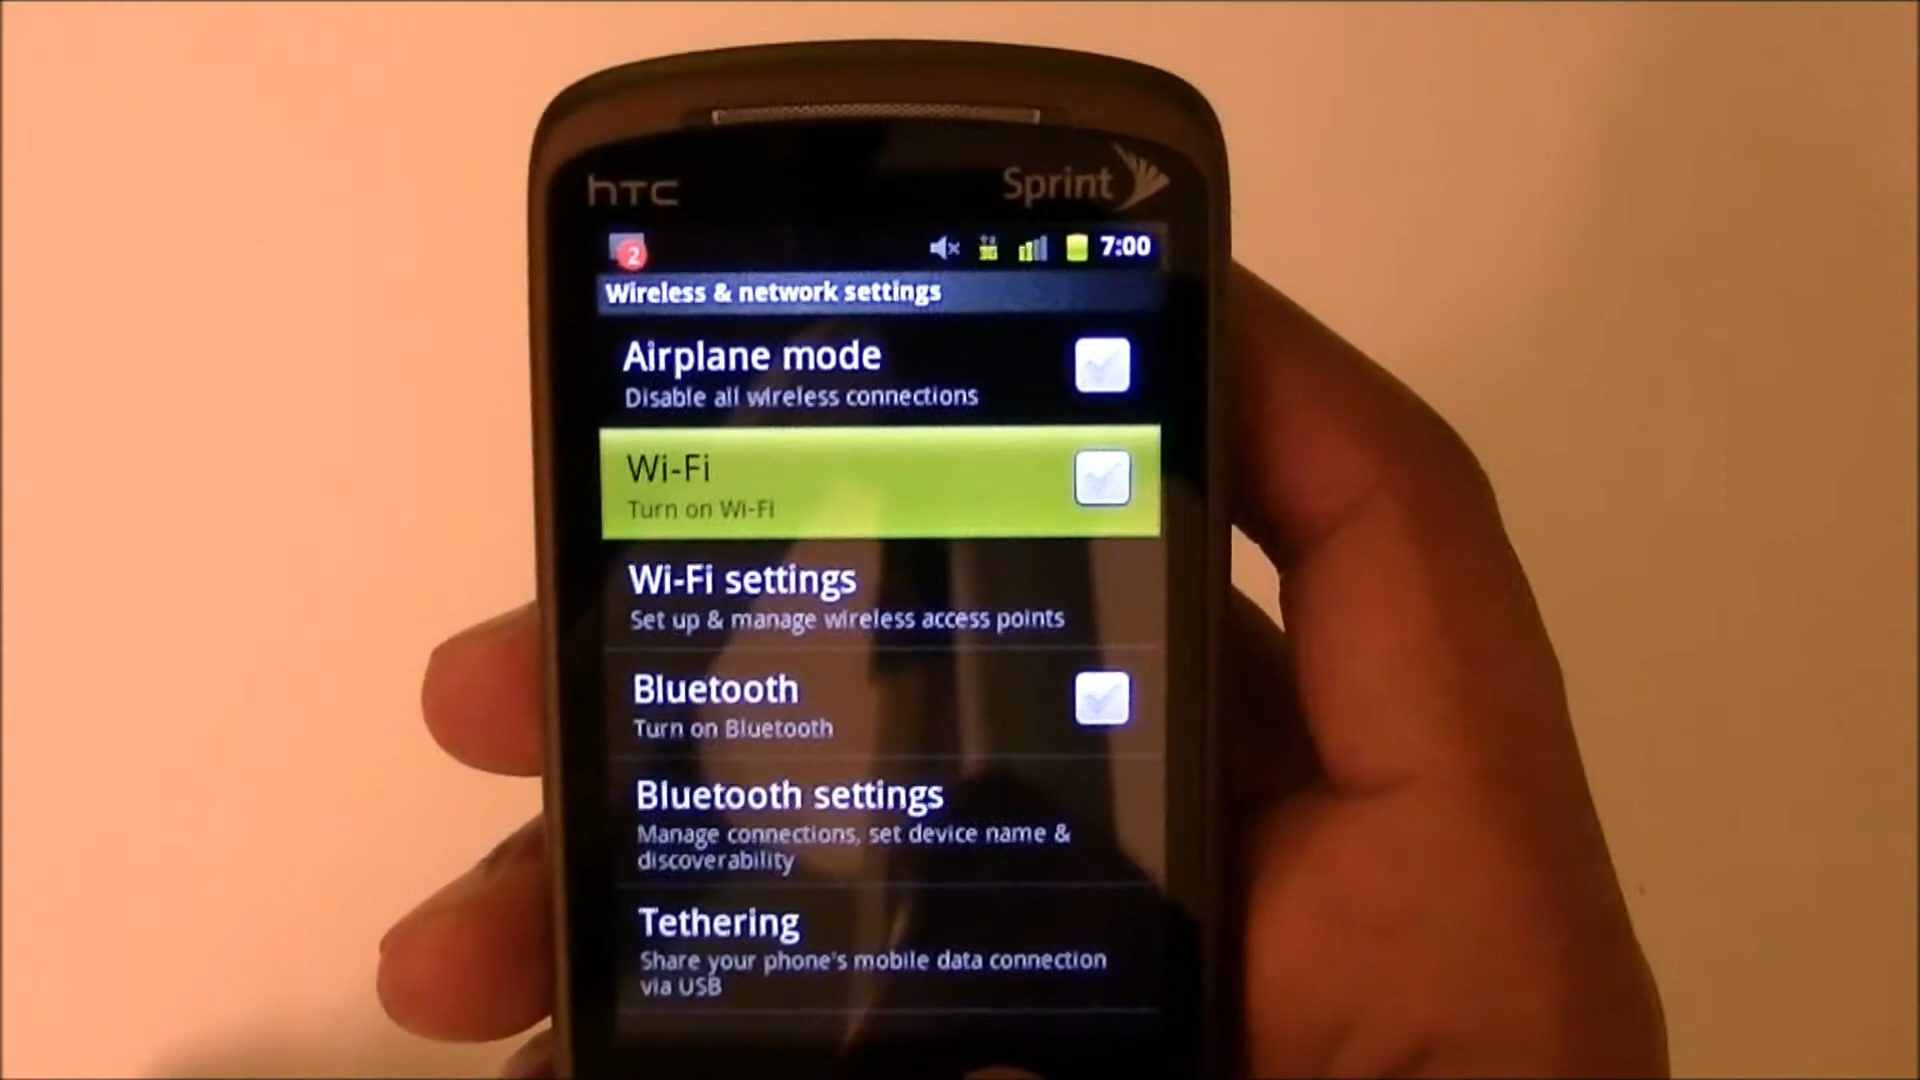 hTC
Sprint
2
3G
7:00
Wireless & network settings
Airplane mode
Disable all wireless connections
Wi-Fi
Turn on Wi-Fi
Wi-Fi settings
Set up & manage wireless access points
Bluetooth
Turn on Bluetooth
Bluetooth settings
Manage connections, set device name &
discoverability
Tethering
Share your phone's mobile data connection
via USB